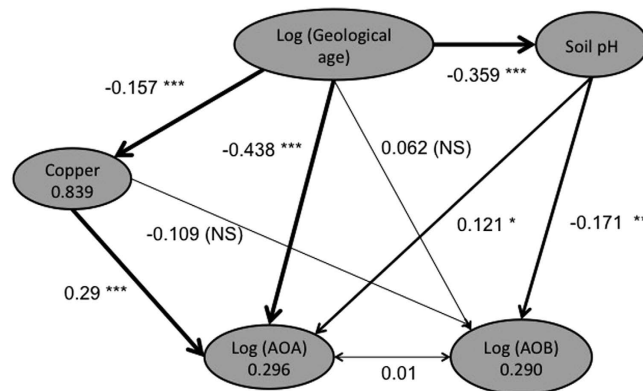 Log (Geological
age)
Soil pH
-0.157 ***
-0.359 ***
-0.438 ***
0.062 (NS)
Copper
0.839
-0.109 (NS)
0.121 *
-0.171 **
0.29 ***
Log (AOA)
0.296
0.01
Log (AOB)
0.290